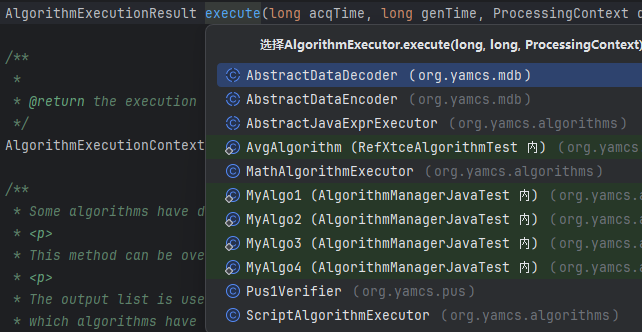 AlgorithmExecutionResult execute(long acqTime, long genTime, ProcessingContext
选择AlgorithmExecutor.execute(long, long, ProcessingContext)
/**
*
* @return the execution
*/
AlgorithmExecutionContext
/**
* Some algorithms have d
* <p>
* This method can be ove
* <p>
* The output list is use
* which algorithms have
AbstractDataDecoder (org.yamcs.mdb)
AbstractDataEncoder (org.yamcs.mdb)
AbstractJavaExprExecutor (org.yamcs.algorithms)
AvgAlgorithm (RefXtceAlgorithmTest 内) (org.yamcs
MathAlgorithmExecutor (org.yamcs.algorithms)
MyAlgo1 (AlgorithmManagerJavaTest 内) (org.yamcs
MyAlgo2 (AlgorithmManagerJavaTest 内) (org.yamcs
MyAlgo3 (AlgorithmManagerJavaTest 内) (org.yamcs
MyAlgo4 (AlgorithmManagerJavaTest 内) (org.yamcs
Pus1Verifier (org.yamcs.pus)
ScriptAlgorithmExecutor (org.yamcs.algorithms)